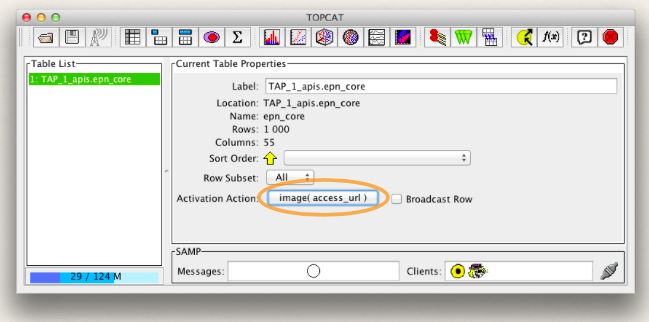 TOPCAT
Σ
f(x)
?
Table List
1: TAP_1_apis.epn_core
Current Table Properties
Label: TAP_1_apis.epn_core
Location: TAP_1_apis.epn_core
Name: epn_core
Rows: 1 000
Columns: 55
Sort Order:
Row Subset: All
Activation Action: image( access_url ) Broadcast Row
SAMP
Messages: Clients:
29 / 124 M